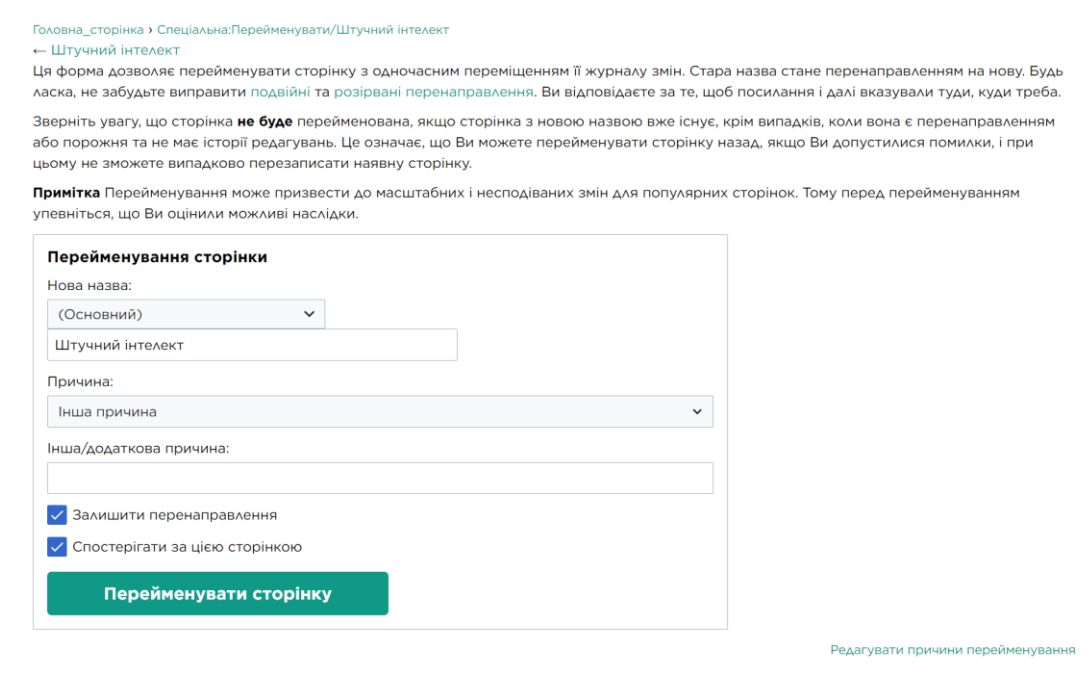 Головна_сторінка › Спеціальна:Перейменувати/Штучний інтелект
← Штучний інтелект
Ця форма дозволяє перейменувати сторінку з одночасним переміщенням її журналу змін. Стара назва стане перенаправленням на нову. Будь
ласка, не забудьте виправити подвійні та розірвані перенаправлення. Ви відповідаєте за те, щоб посилання і далі вказували туди, куди треба.
Зверніть увагу, що сторінка не буде перейменована, якщо сторінка з новою назвою вже існує, крім випадків, коли вона є перенаправленням
або порожня та не має історії редагувань. Це означає, що Ви можете перейменувати сторінку назад, якщо Ви допустилися помилки, і при
цьому не зможете випадково перезаписати наявну сторінку.
Примітка Перейменування може призвести до масштабних і несподіваних змін для популярних сторінок. Тому перед перейменуванням
упевніться, що Ви оцінили можливі наслідки.
Перейменування сторінки
Нова назва:
(Основний)
Штучний інтелект
Причина:
Інша причина
Інша/додаткова причина:
Залишити перенаправлення
Спостерігати за цією сторінкою
Перейменувати сторінку
Редагувати причини перейменування